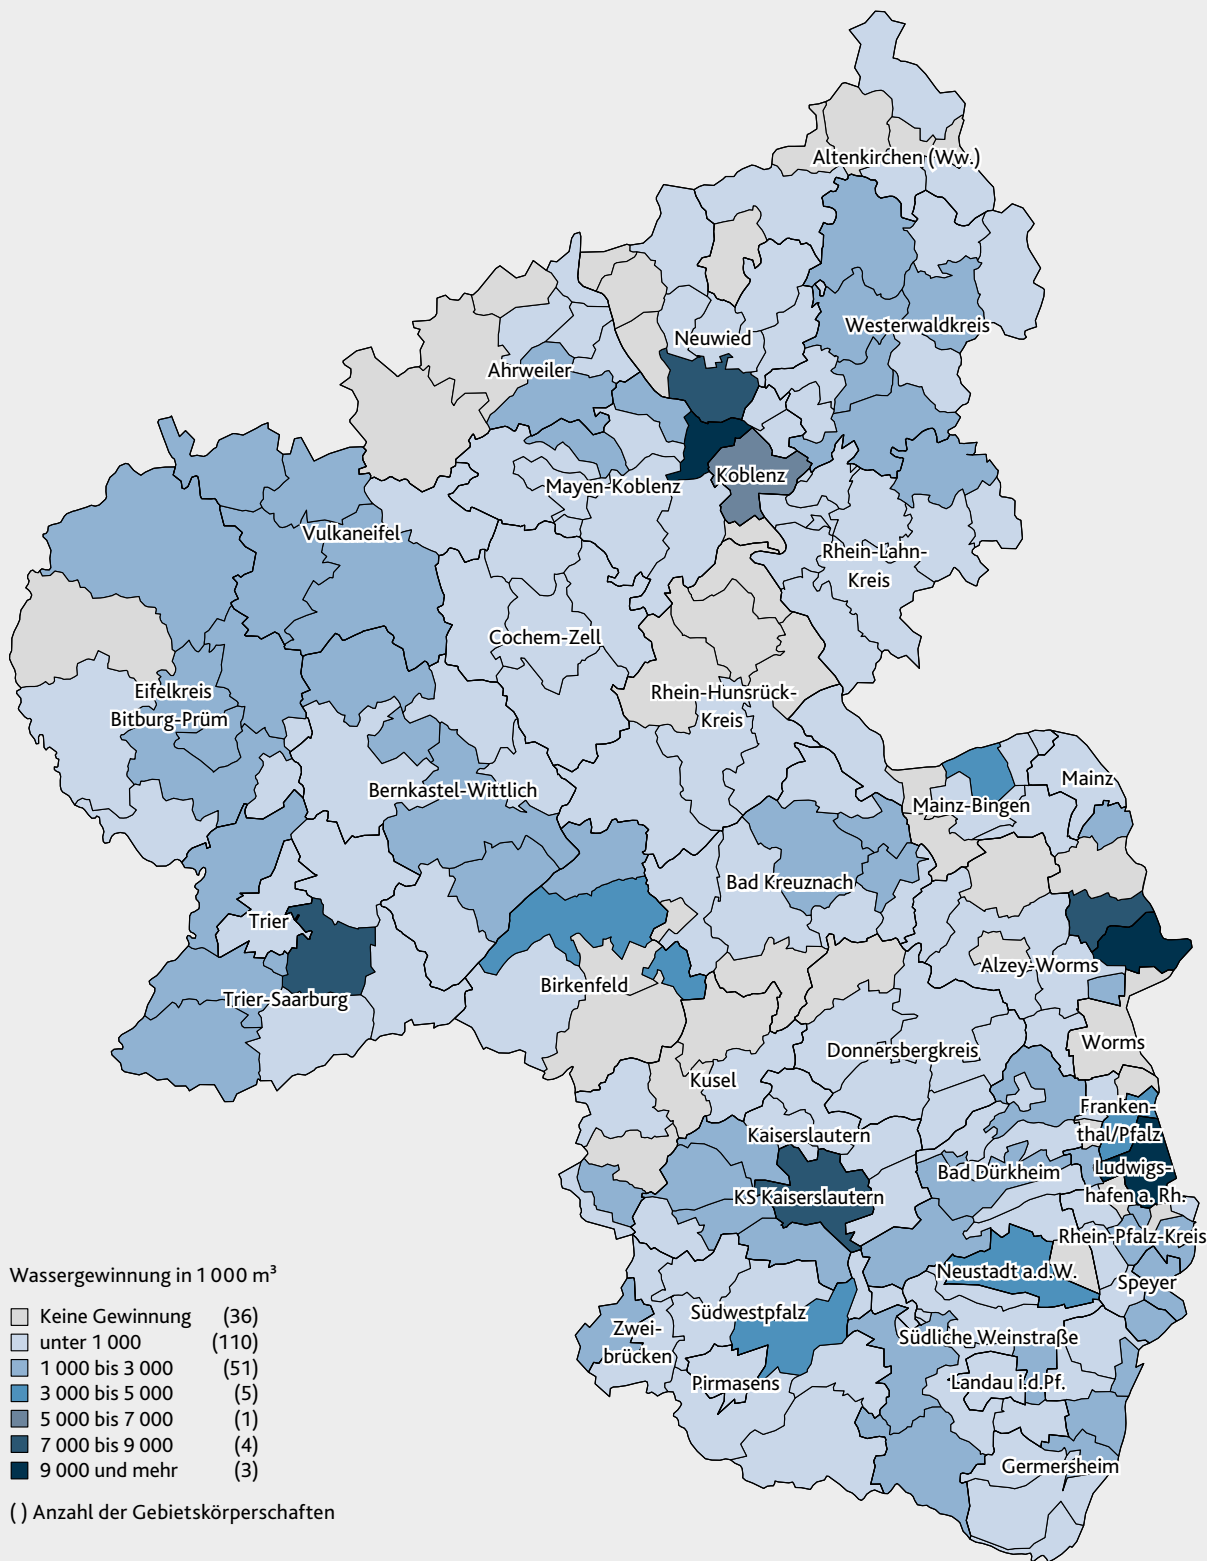 Altenkirchen (Ww.)
Westerwaldkreis
Neuwied
Ahrweiler
Koblenz
Mayen-Koblenz
Vulkaneifel
Rhein-Lahn-
Kreis
Cochem-Zell
Eifelkreis
Bitburg-Prüm
Rhein-Hunsrück-
Kreis
Mainz
Bernkastel-Wittlich
Mainz-Bingen
Bad Kreuznach
Trier
Alzey-Worms
Birkenfeld
Trier-Saarburg
Worms
Donnersbergkreis
Kusel
Franken-
thal/Pfalz
Kaiserslautern
Ludwigs-
hafen a. Rh.
Bad Dürkheim
KS Kaiserslautern
Rhein-Pfalz-Kreis
Neustadt a.d.W.
Speyer
Südwestpfalz
Zwei-
brücken
Südliche Weinstraße
Pirmasens
Landau i.d.Pf.
Germersheim
Wassergewinnung in 1 000 m³
Keine Gewinnung (36)
unter 1 000 (110)
1 000 bis 3 000 (51)
3 000 bis 5 000 (5)
5 000 bis 7 000 (1)
7 000 bis 9 000 (4)
9 000 und mehr (3)
( ) Anzahl der Gebietskörperschaften